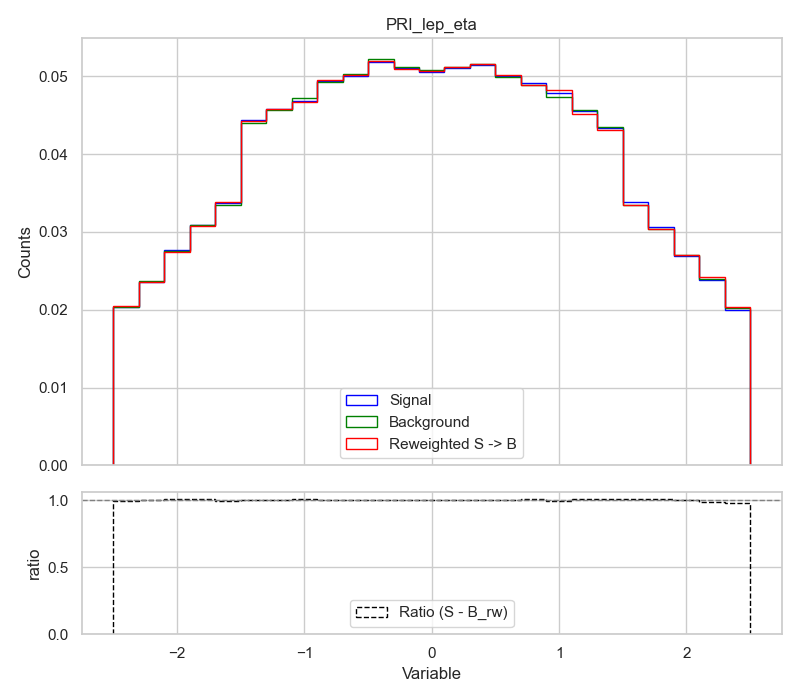 PRI_lep_eta
0.05
0.04
0.03
0.02
0.01
0.00
Counts
Signal
Background
Reweighted S -> B
1.0
0.5
0.0
ratio
Ratio (S - B_rw)
−2 −1 0 1 2
Variable